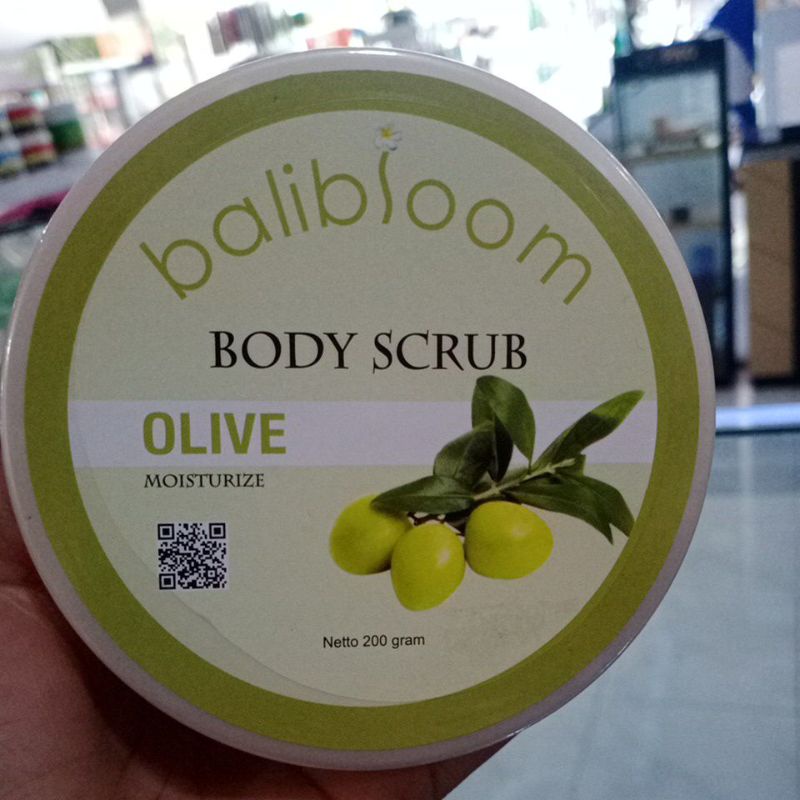 balibloom
BODY SCRUB
OLIVE
MOISTURIZE
Netto 200 gram